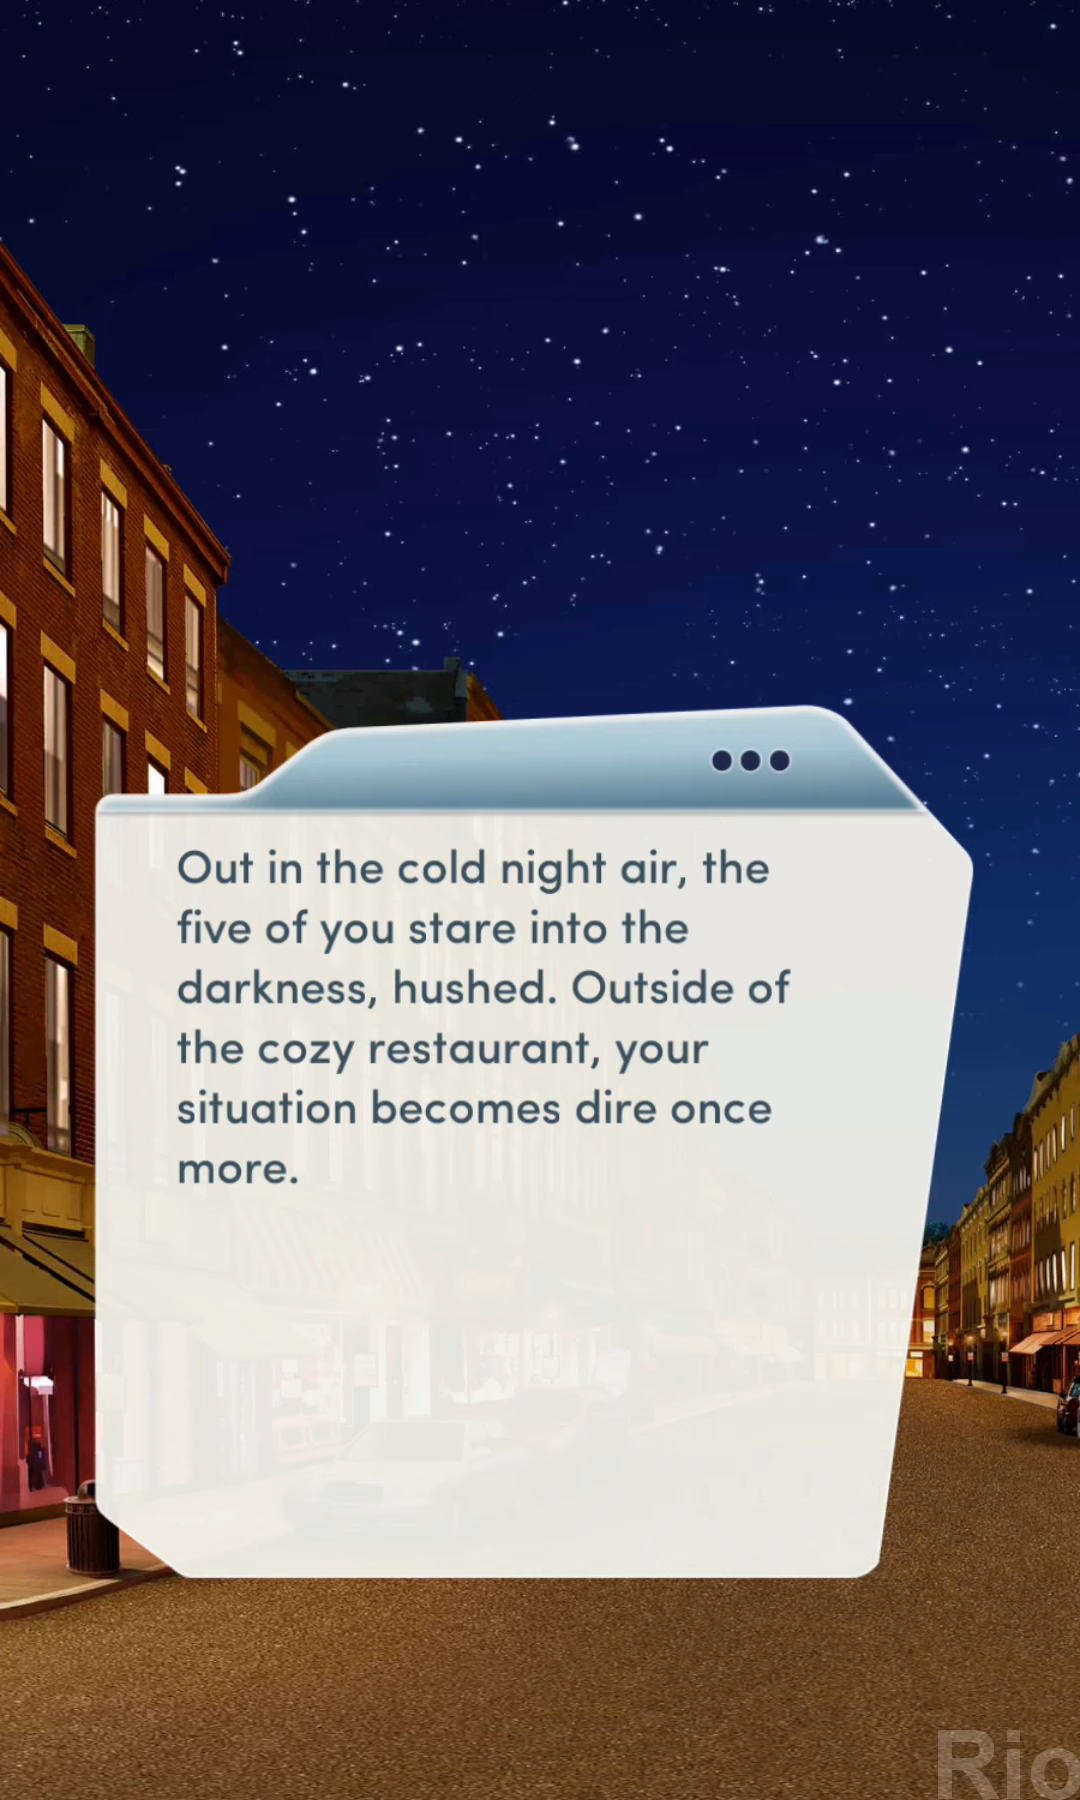 Out in the cold night air, the
five of you stare into the
darkness, hushed. Outside of
the cozy restaurant, your
situation becomes dire once
more.
Rio